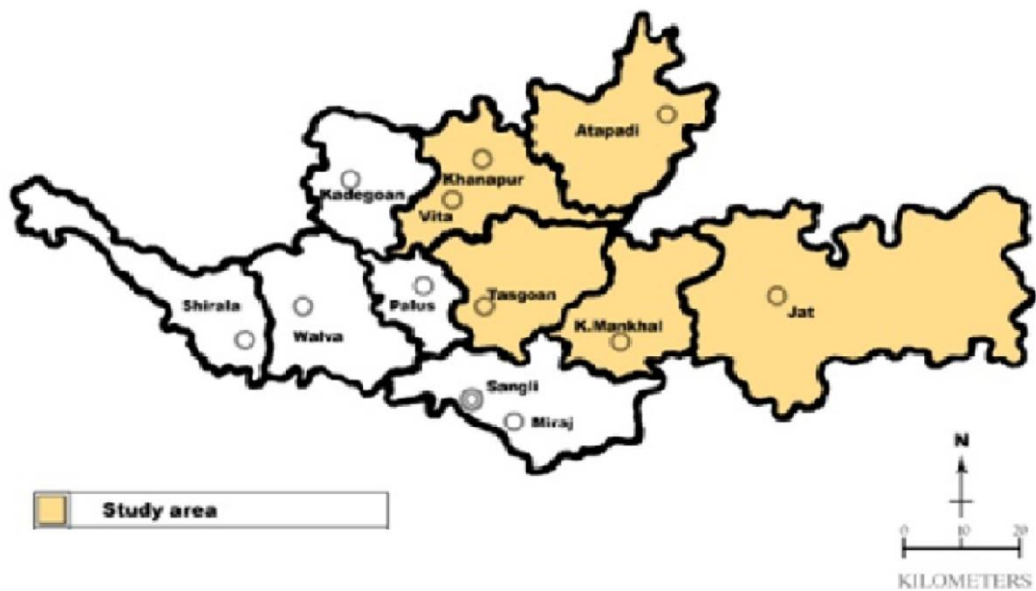 Atapadi
Khanapur
Kadegoan
Vita
Shirala
Palus
Tasgoan
Walva
K.Mankhal
Jat
Sangli
Miraj
N
Study area
0 10 20
KILOMETERS